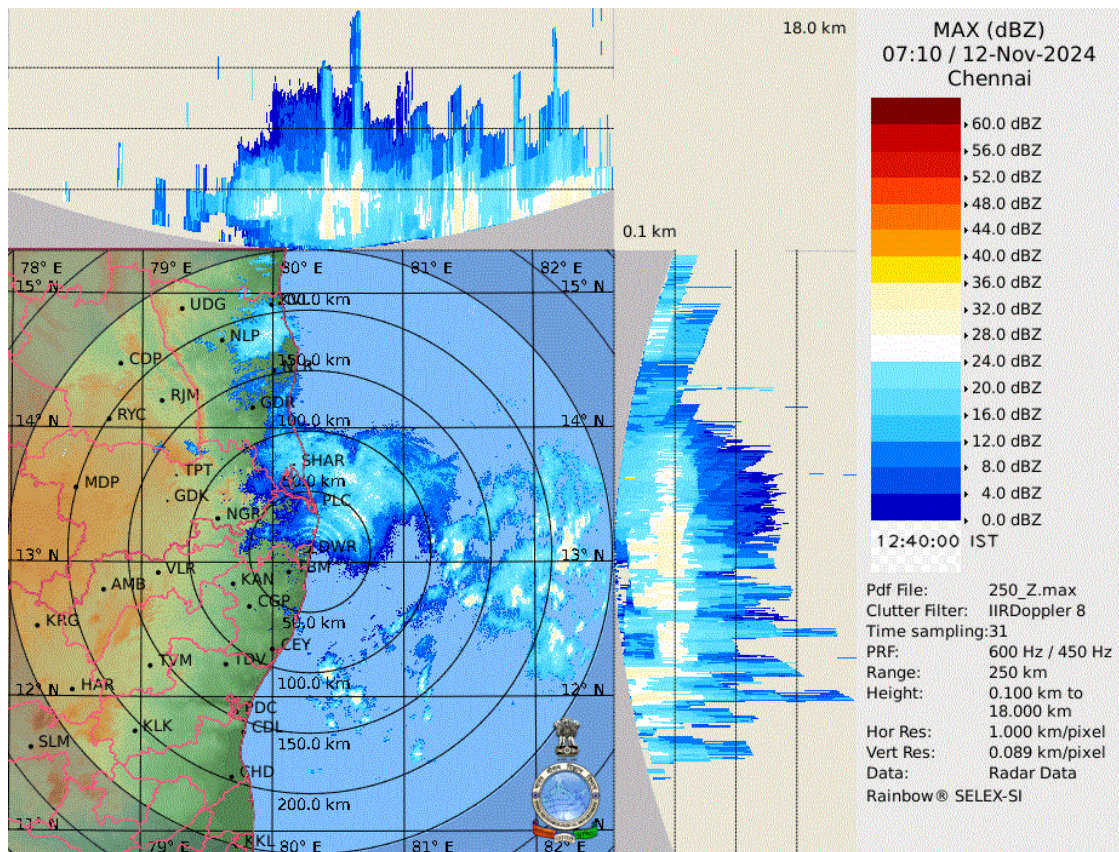 18.0 km
0.1 km
MAX (dBZ)
07:10 / 12-Nov-2024
Chennai
60.0 dBZ
56.0 dBZ
52.0 dBZ
48.0 dBZ
44.0 dBZ
40.0 dBZ
36.0 dBZ
32.0 dBZ
28.0 dBZ
24.0 dBZ
20.0 dBZ
16.0 dBZ
12.0 dBZ
8.0 dBZ
4.0 dBZ
0.0 dBZ
12:40:00 IST
Pdf File: 250_Z.max
Clutter Filter: IIRDoppler 8
Time sampling:31
PRF: 600 Hz / 450 Hz
Range: 250 km
Height: 0.100 km to
18.000 km
Hor Res: 1.000 km/pixel
Vert Res: 0.089 km/pixel
Data: Radar Data
Rainbow® SELEX-SI
78° E 79° E 80° E 81° E 82° E
15° N 15° N
UDG
NLP
150.0 km
CDP
RJM
GDR
RYC
14° N 14° N
100.0 km
SHAR
TPT
MDP
GDK
PLC
NGR
DWR
13° N 13° N
VLR
AMB
KAN
CGP
KRG
50.0 km
CEY
TVM
TDV
100.0 km
HAR
12° N 12° N
PDC
KLK
CDL
SLM
150.0 km
CHD
200.0 km
11° N 11° N
KKL
79° E 80° E 81° E 82° E